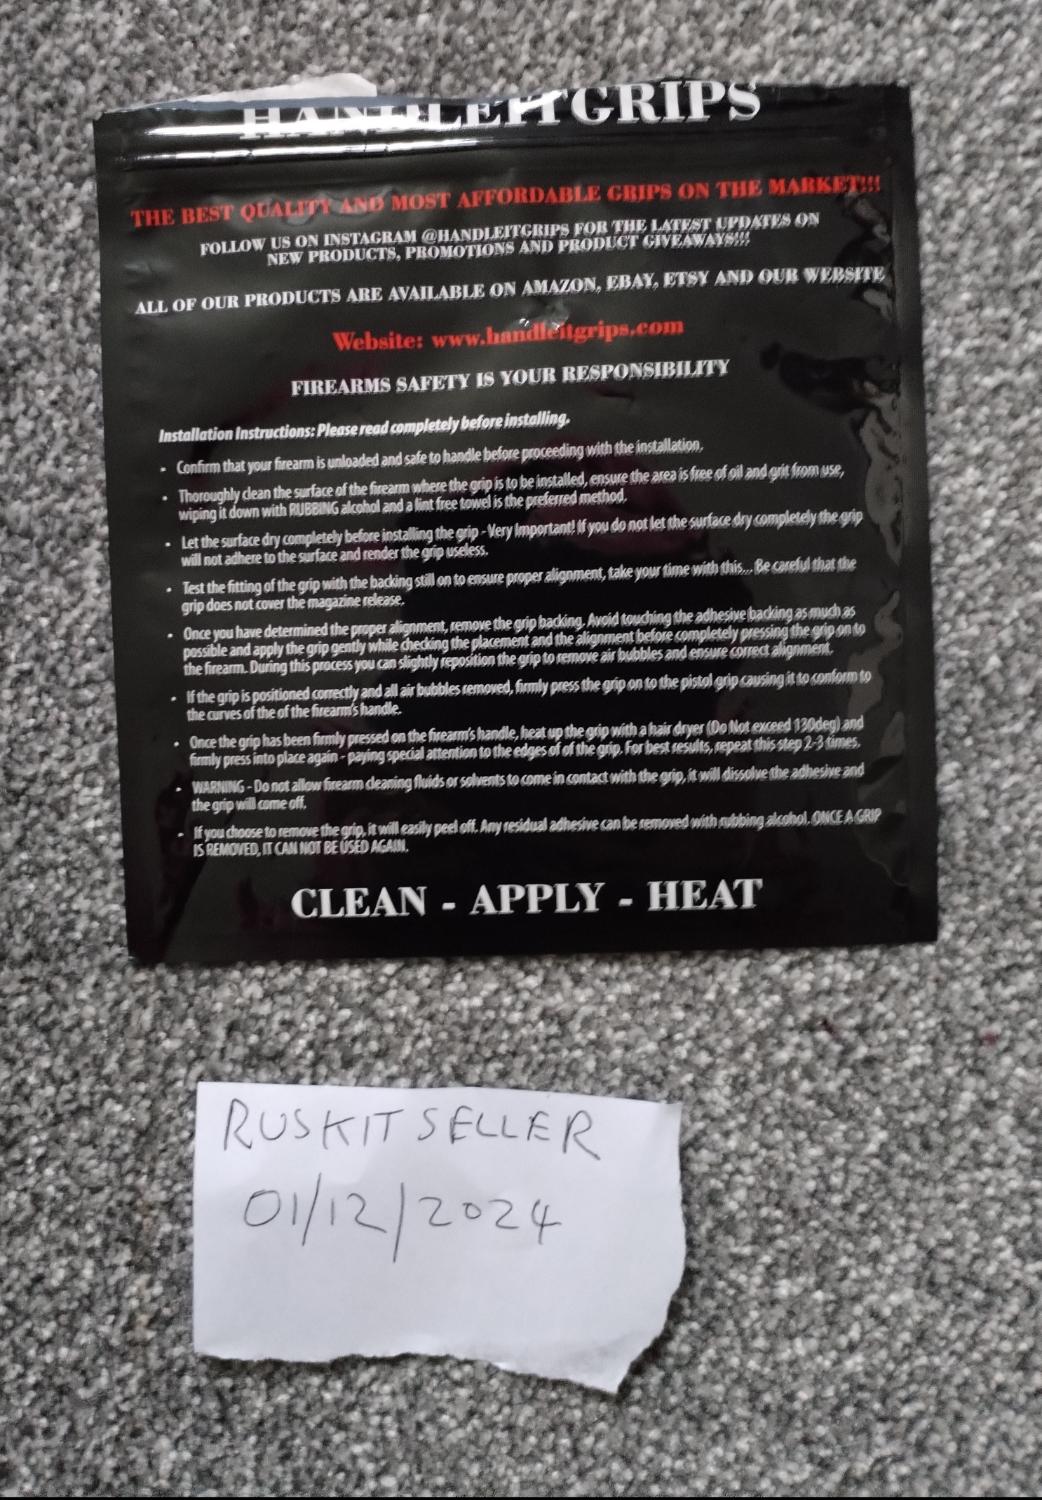 HANDLEITGRIPS
THE BEST QUALITY AND MOST AFFORDABLE GRIPS ON THE MARKET!!!
FOLLOW US ON INSTAGRAM @HANDLEITGRIPS FOR THE LATEST UPDATES ON
NEW PRODUCTS, PROMOTIONS AND PRODUCT GIVEAWAYS!!!
ALL OF OUR PRODUCTS ARE AVAILABLE ON AMAZON, EBAY, ETSY AND OUR WEBSITE
Website: www.handleitgrips.com
FIREARMS SAFETY IS YOUR RESPONSIBILITY
Installation Instructions: Please read completely before installing.
• Confirm that your firearm is unloaded and safe to handle before proceeding with the installation.
• Thoroughly clean the surface of the firearm where the grip is to be installed, ensure the area is free of oil and grit from use,
wiping it down with RUBBING alcohol and a lint free towel is the preferred method.
• Let the surface dry completely before installing the grip - Very Important! If you do not let the surface dry completely the grip
will not adhere to the surface and render the grip useless.
• Test the fitting of the grip with the backing still on to ensure proper alignment, take your time with this... Be careful that the
grip does not cover the magazine release.
• Once you have determined the proper alignment, remove the grip backing. Avoid touching the adhesive backing as much as
possible and apply the grip gently while checking the placement and the alignment before completely pressing the grip on to
the firearm. During this process you can slightly reposition the grip to remove air bubbles and ensure correct alignment.
• If the grip is positioned correctly and all air bubbles removed, firmly press the grip on to the pistol grip causing it to conform to
the curves of the of the firearm's handle.
• Once the grip has been firmly pressed on the firearm's handle, heat up the grip with a hair dryer (Do Not exceed 130deg) and
firmly press into place again - paying special attention to the edges of of the grip. For best results, repeat this step 2-3 times.
• WARNING - Do not allow firearm cleaning fluids or solvents to come in contact with the grip, it will dissolve the adhesive and
the grip will come off.
• If you choose to remove the grip, it will easily peel off. Any residual adhesive can be removed with rubbing alcohol. ONCE A GRIP
IS REMOVED, IT CAN NOT BE USED AGAIN.
CLEAN - APPLY - HEAT
RUSKIT SELLER
01/12/2024